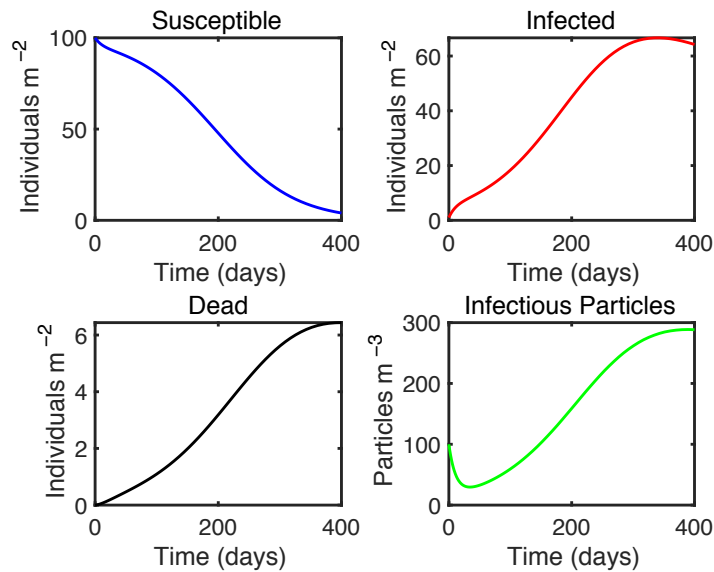 Susceptible
Individuals m⁻²
100
50
0
0 200 400
Time (days)
Infected
Individuals m⁻²
60
40
20
0
0 200 400
Time (days)
Dead
Individuals m⁻²
6
4
2
0
0 200 400
Time (days)
Infectious Particles
Particles m⁻³
300
200
100
0
0 200 400
Time (days)